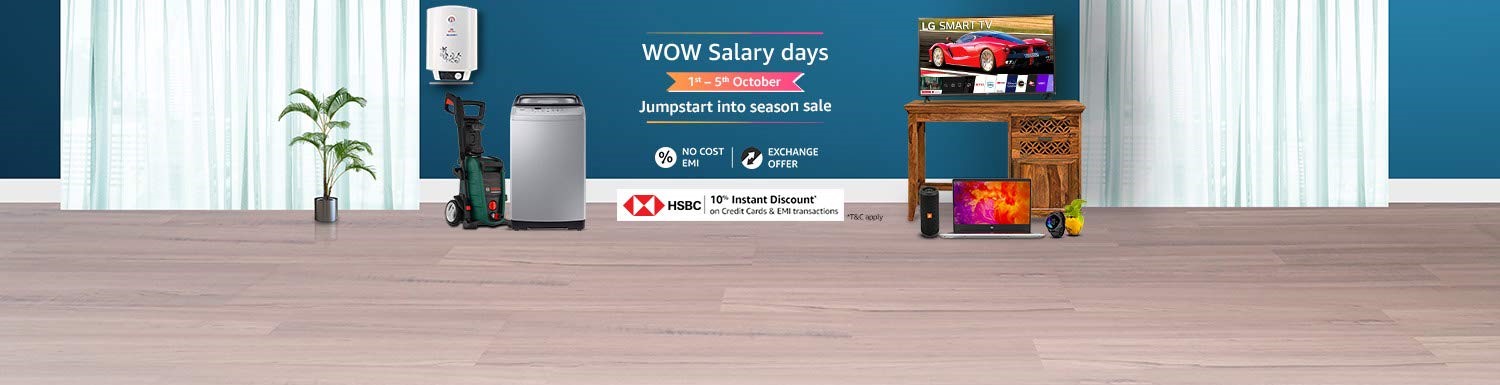 WOW Salary days
1st – 5th October
Jumpstart into season sale
%
NO COST
EMI
EXCHANGE
OFFER
HSBC
10% Instant Discount*
on Credit Cards & EMI transactions
*T&C apply
LG SMART TV